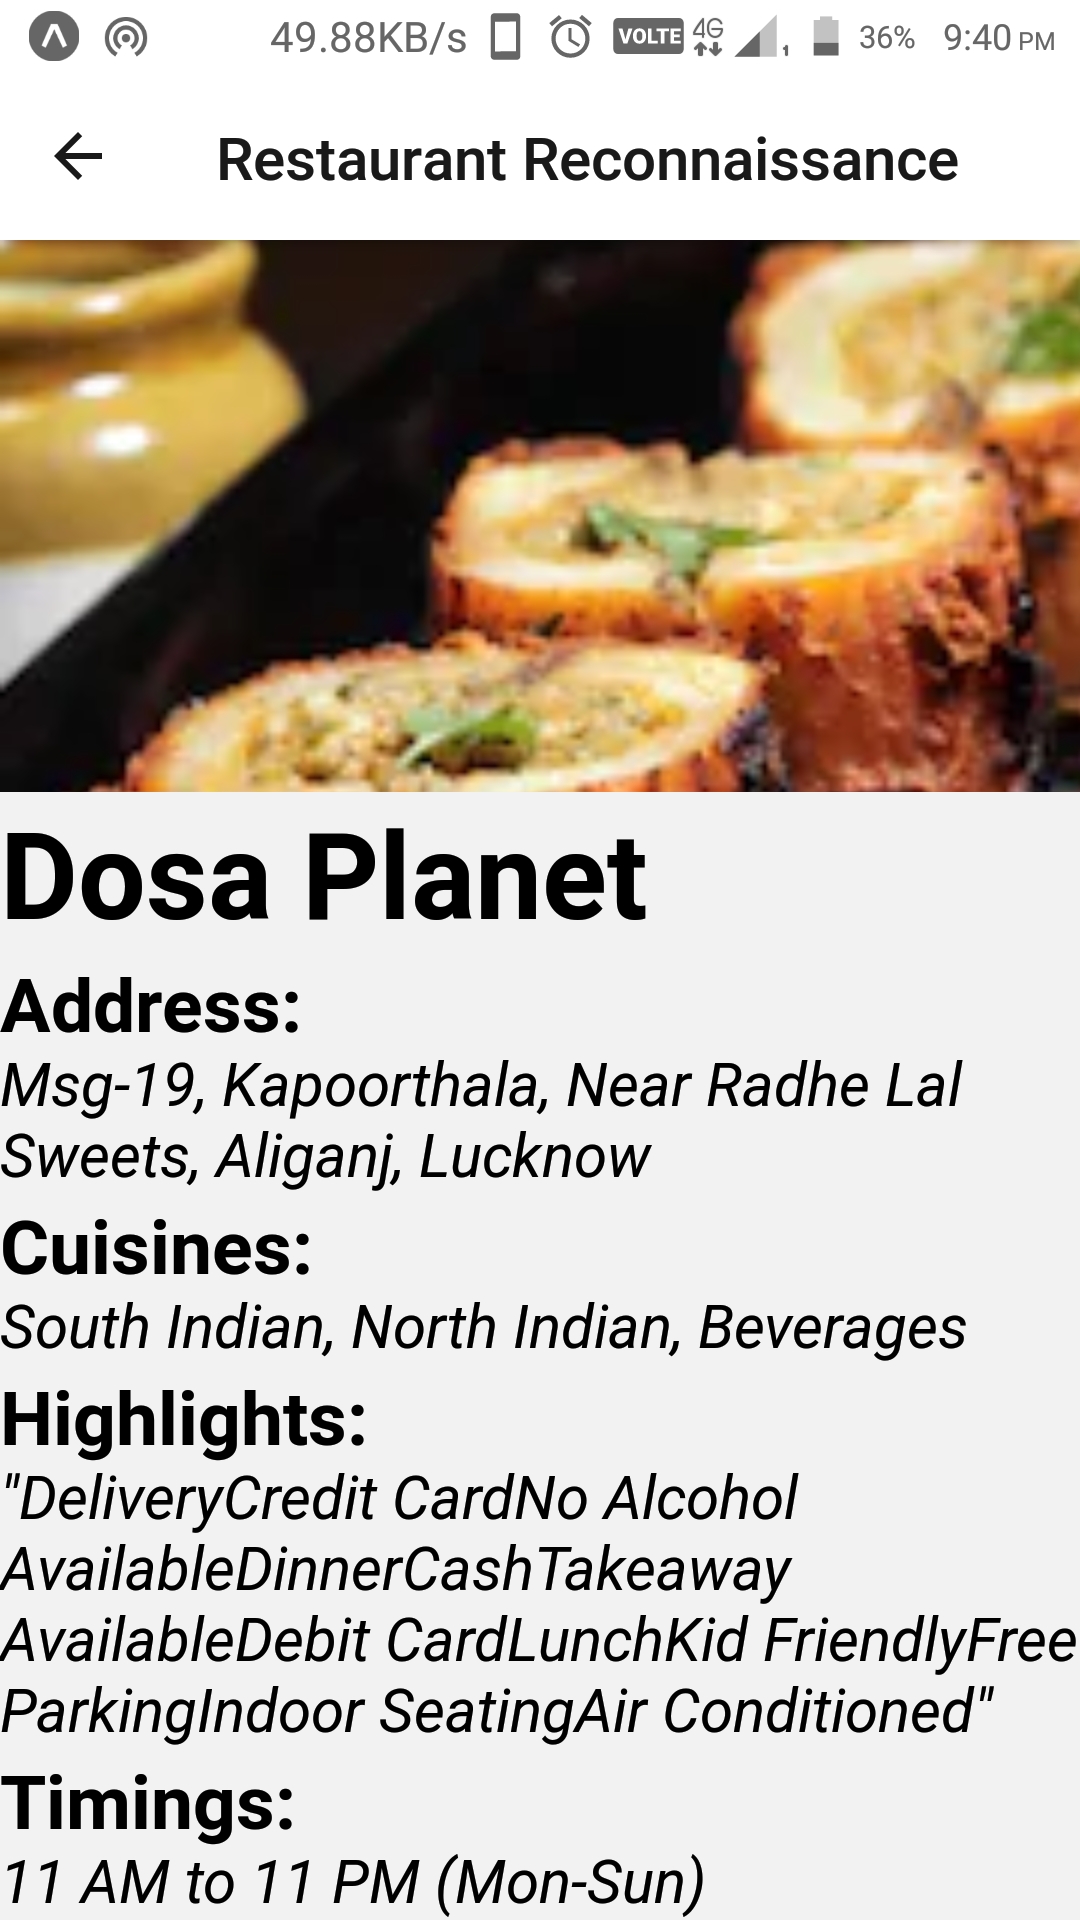 49.88KB/s VOLTE 4G 1 36% 9:40 PM
Restaurant Reconnaissance
Dosa Planet
Address:
Msg-19, Kapoorthala, Near Radhe Lal
Sweets, Aliganj, Lucknow
Cuisines:
South Indian, North Indian, Beverages
Highlights:
"DeliveryCredit CardNo Alcohol
AvailableDinnerCashTakeaway
AvailableDebit CardLunchKid FriendlyFree
ParkingIndoor SeatingAir Conditioned"
Timings:
11 AM to 11 PM (Mon-Sun)